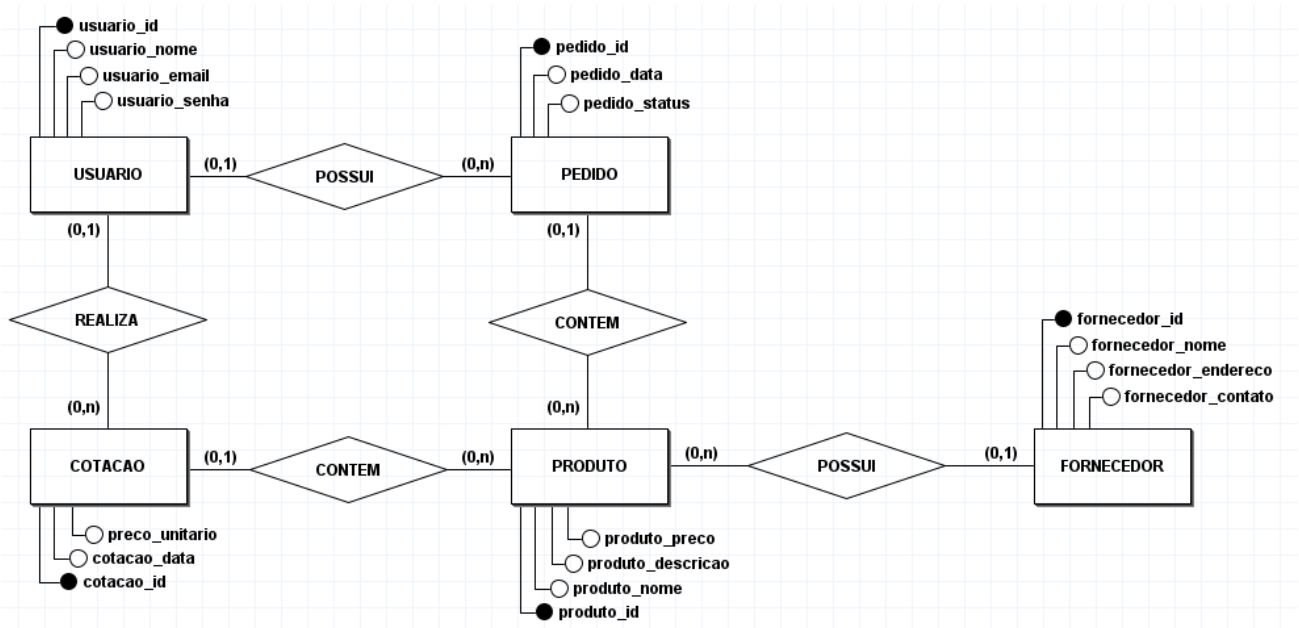 usuario_id
usuario_nome
usuario_email
usuario_senha
pedido_id
pedido_data
pedido_status
USUARIO
(0,1)
POSSUI
(0,n)
PEDIDO
(0,1)
(0,1)
REALIZA
CONTEM
fornecedor_id
fornecedor_nome
fornecedor_endereco
fornecedor_contato
(0,n)
(0,n)
COTACAO
(0,1)
CONTEM
(0,n)
PRODUTO
(0,n)
POSSUI
(0,1)
FORNECEDOR
preco_unitario
cotacao_data
cotacao_id
produto_preco
produto_descricao
produto_nome
produto_id